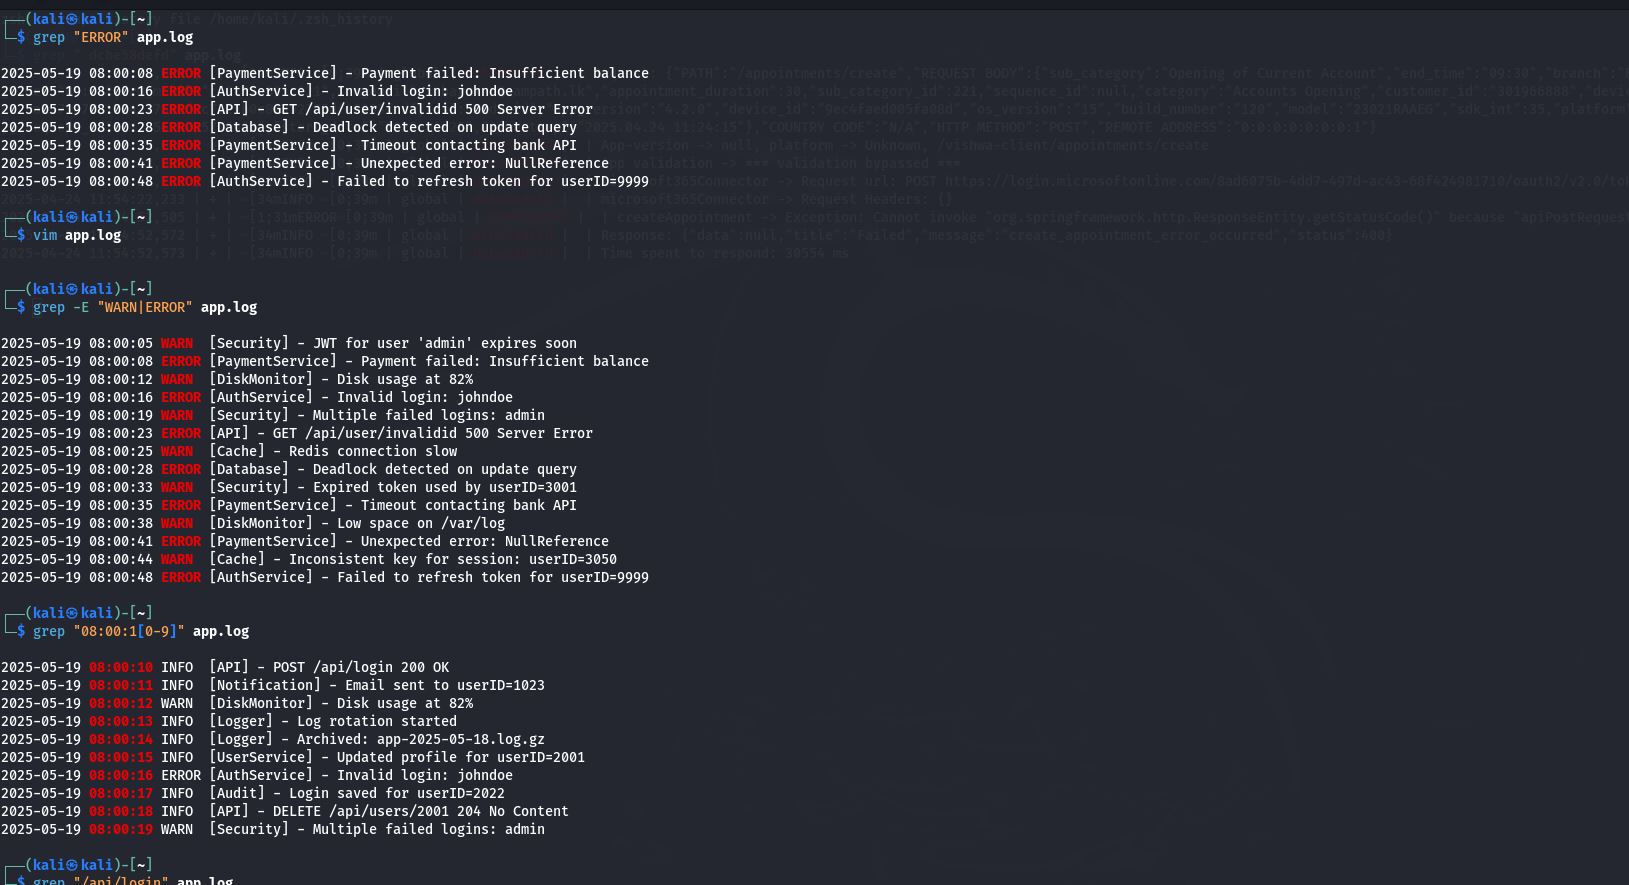 ┌──(kali㉿kali)-[~]
└─$ grep "ERROR" app.log
2025-05-19 08:00:08 ERROR [PaymentService] - Payment failed: Insufficient balance
2025-05-19 08:00:16 ERROR [AuthService] - Invalid login: johndoe
2025-05-19 08:00:23 ERROR [API] - GET /api/user/invalidid 500 Server Error
2025-05-19 08:00:28 ERROR [Database] - Deadlock detected on update query
2025-05-19 08:00:35 ERROR [PaymentService] - Timeout contacting bank API
2025-05-19 08:00:41 ERROR [PaymentService] - Unexpected error: NullReference
2025-05-19 08:00:48 ERROR [AuthService] - Failed to refresh token for userID=9999
┌──(kali㉿kali)-[~]
└─$ vim app.log
┌──(kali㉿kali)-[~]
└─$ grep -E "WARN|ERROR" app.log
2025-05-19 08:00:05 WARN  [Security] - JWT for user 'admin' expires soon
2025-05-19 08:00:08 ERROR [PaymentService] - Payment failed: Insufficient balance
2025-05-19 08:00:12 WARN  [DiskMonitor] - Disk usage at 82%
2025-05-19 08:00:16 ERROR [AuthService] - Invalid login: johndoe
2025-05-19 08:00:19 WARN  [Security] - Multiple failed logins: admin
2025-05-19 08:00:23 ERROR [API] - GET /api/user/invalidid 500 Server Error
2025-05-19 08:00:25 WARN  [Cache] - Redis connection slow
2025-05-19 08:00:28 ERROR [Database] - Deadlock detected on update query
2025-05-19 08:00:33 WARN  [Security] - Expired token used by userID=3001
2025-05-19 08:00:35 ERROR [PaymentService] - Timeout contacting bank API
2025-05-19 08:00:38 WARN  [DiskMonitor] - Low space on /var/log
2025-05-19 08:00:41 ERROR [PaymentService] - Unexpected error: NullReference
2025-05-19 08:00:44 WARN  [Cache] - Inconsistent key for session: userID=3050
2025-05-19 08:00:48 ERROR [AuthService] - Failed to refresh token for userID=9999
┌──(kali㉿kali)-[~]
└─$ grep "08:00:1[0-9]" app.log
2025-05-19 08:00:10 INFO  [API] - POST /api/login 200 OK
2025-05-19 08:00:11 INFO  [Notification] - Email sent to userID=1023
2025-05-19 08:00:12 WARN  [DiskMonitor] - Disk usage at 82%
2025-05-19 08:00:13 INFO  [Logger] - Log rotation started
2025-05-19 08:00:14 INFO  [Logger] - Archived: app-2025-05-18.log.gz
2025-05-19 08:00:15 INFO  [UserService] - Updated profile for userID=2001
2025-05-19 08:00:16 ERROR [AuthService] - Invalid login: johndoe
2025-05-19 08:00:17 INFO  [Audit] - Login saved for userID=2022
2025-05-19 08:00:18 INFO  [API] - DELETE /api/users/2001 204 No Content
2025-05-19 08:00:19 WARN  [Security] - Multiple failed logins: admin
┌──(kali㉿kali)-[~]
└─$ grep "/api/login" app.log